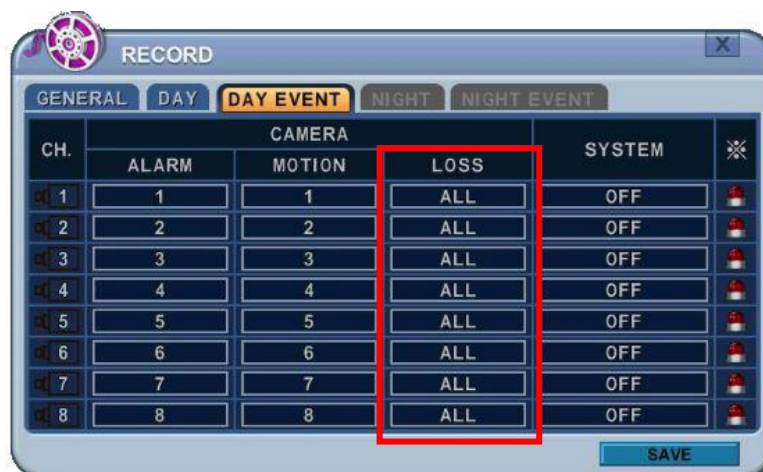 RECORD
X
GENERAL DAY DAY EVENT NIGHT NIGHT EVENT
CH. CAMERA SYSTEM ※
ALARM MOTION LOSS
1 1 1 ALL OFF
2 2 2 ALL OFF
3 3 3 ALL OFF
4 4 4 ALL OFF
5 5 5 ALL OFF
6 6 6 ALL OFF
7 7 7 ALL OFF
8 8 8 ALL OFF
SAVE